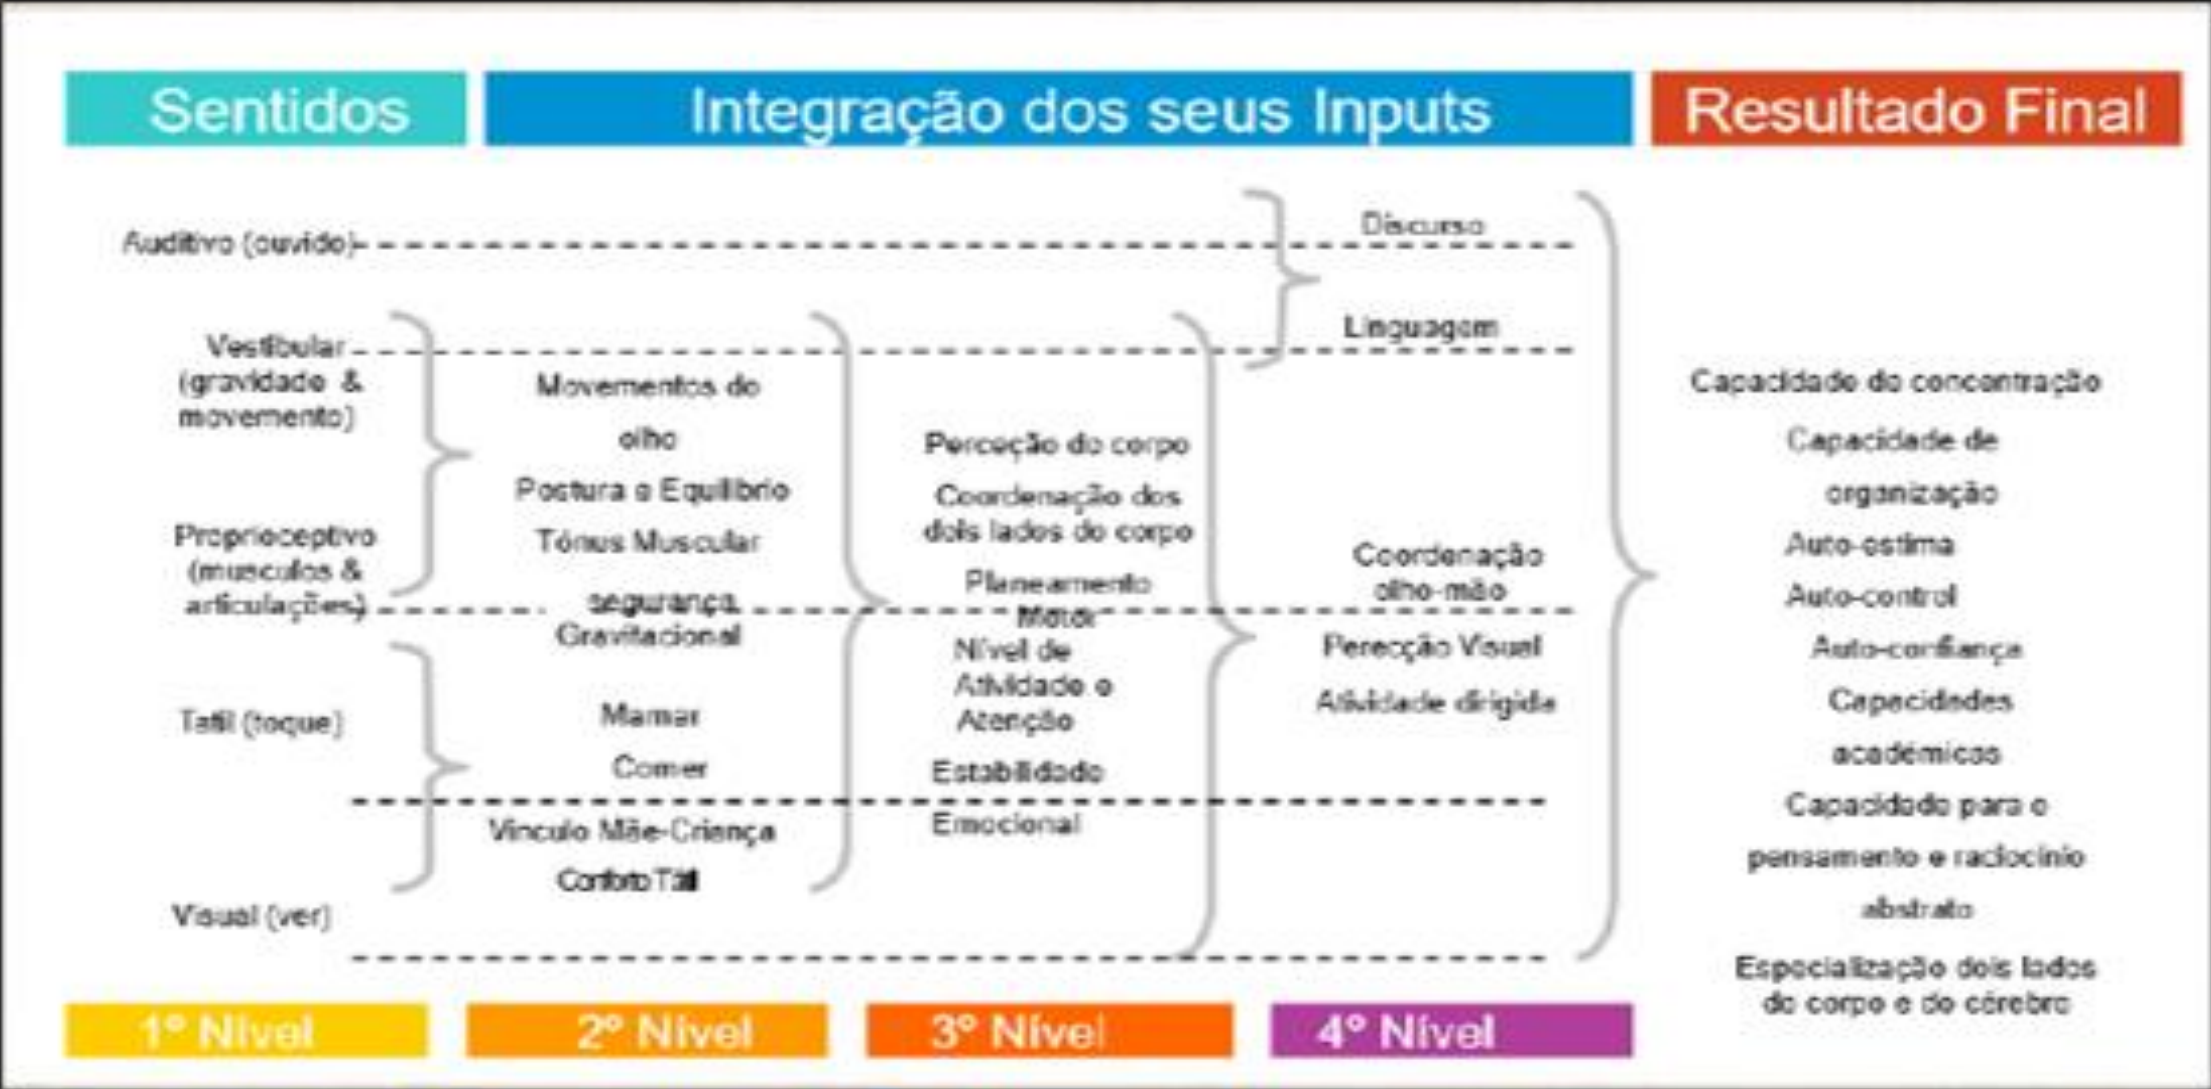 Sentidos
Integração dos seus Inputs
Resultado Final
Auditivo (ouvido)
Vestibular
(gravidade &
movemento)
Proprioceptivo
(musculos &
articulações)
Tatil (toque)
Visual (ver)
Movementos do
olho
Postura e Equilíbrio
Tónus Muscular
segurança
Gravitacional
Mamar
Comer
Vinculo Mãe-Criança
Conforto Tátil
Perceção do corpo
Coordenação dos
dois lados do corpo
Planeamento
Motor
Nível de
Atividade e
Atenção
Estabilidade
Emocional
Discurso
Linguagem
Coordenação
olho-mão
Visual
Atividade dirigida
Capacidade de concentração
Capacidade de
organização
Auto-estima
Auto-control
Auto-confiança
Capacidades
académicas
Capacidade para o
pensamento e raciocínio
abstrato
Especialização dois lados
do corpo e do cérebro
1º Nível
2º Nível
3º Nível
4º Nível